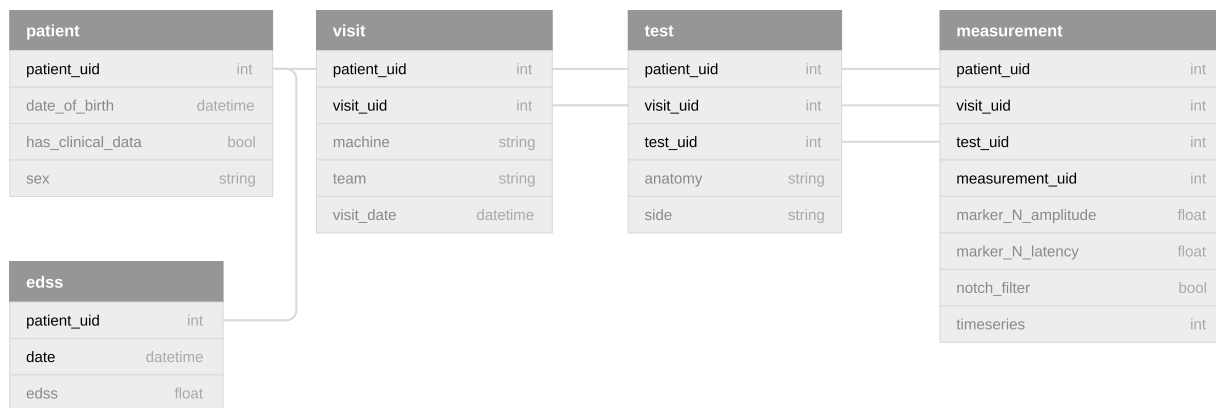 patient
patient_uid int
date_of_birth datetime
has_clinical_data bool
sex string
visit
patient_uid int
visit_uid int
machine string
team string
visit_date datetime
test
patient_uid int
visit_uid int
test_uid int
anatomy string
side string
measurement
patient_uid int
visit_uid int
test_uid int
measurement_uid int
marker_N_amplitude float
marker_N_latency float
notch_filter bool
timeseries int
edss
patient_uid int
date datetime
edss float